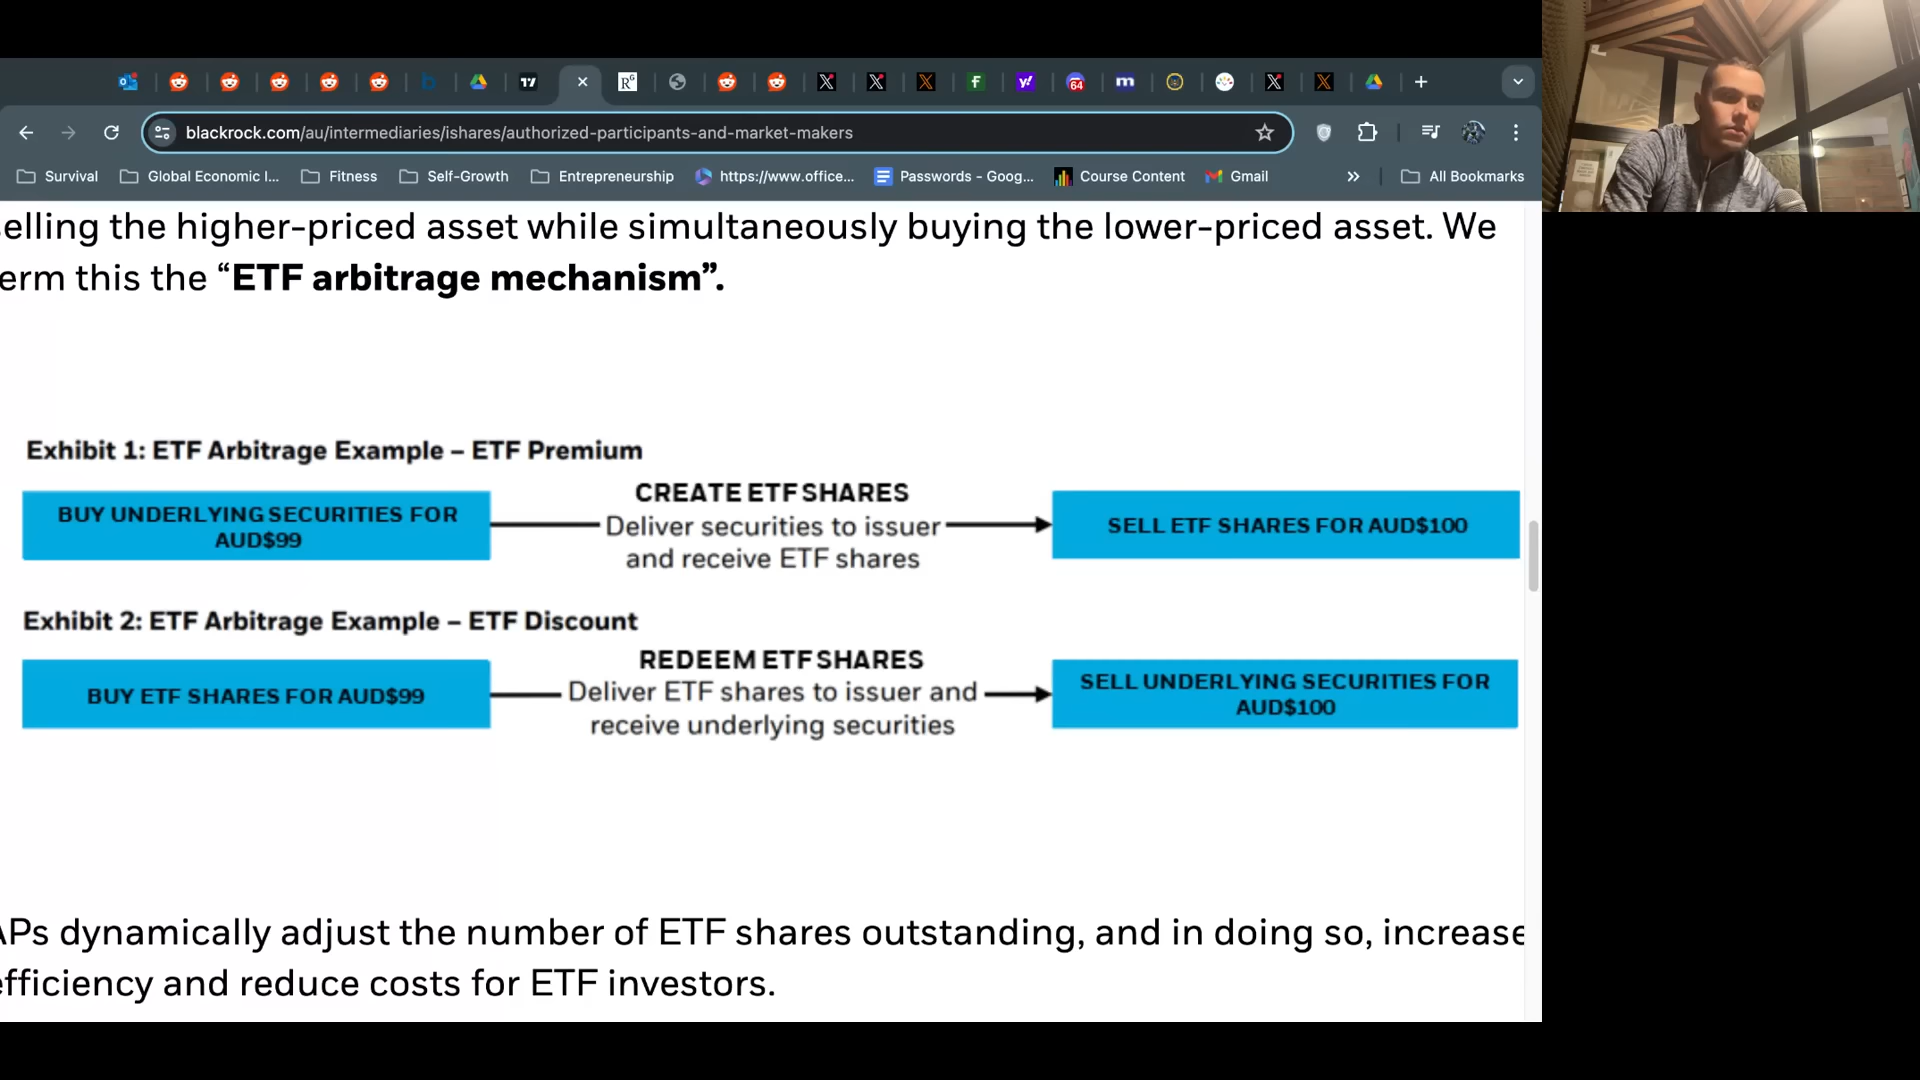 blackrock.com/au/intermediaries/ishares/authorized-participants-and-market-makers
Survival
Global Economic I...
Fitness
Self-Growth
Entrepreneurship
https://www.office...
Passwords - Goog...
Course Content
Gmail
»
All Bookmarks
elling the higher-priced asset while simultaneously buying the lower-priced asset. We
erm this the “ETF arbitrage mechanism”.
Exhibit 1: ETF Arbitrage Example – ETF Premium
BUY UNDERLYING SECURITIES FOR
AUD$99
CREATE ETF SHARES
Deliver securities to issuer
and receive ETF shares
SELL ETF SHARES FOR AUD$100
Exhibit 2: ETF Arbitrage Example – ETF Discount
BUY ETF SHARES FOR AUD$99
REDEEM ETF SHARES
Deliver ETF shares to issuer and
receive underlying securities
SELL UNDERLYING SECURITIES FOR
AUD$100
APs dynamically adjust the number of ETF shares outstanding, and in doing so, increase
efficiency and reduce costs for ETF investors.